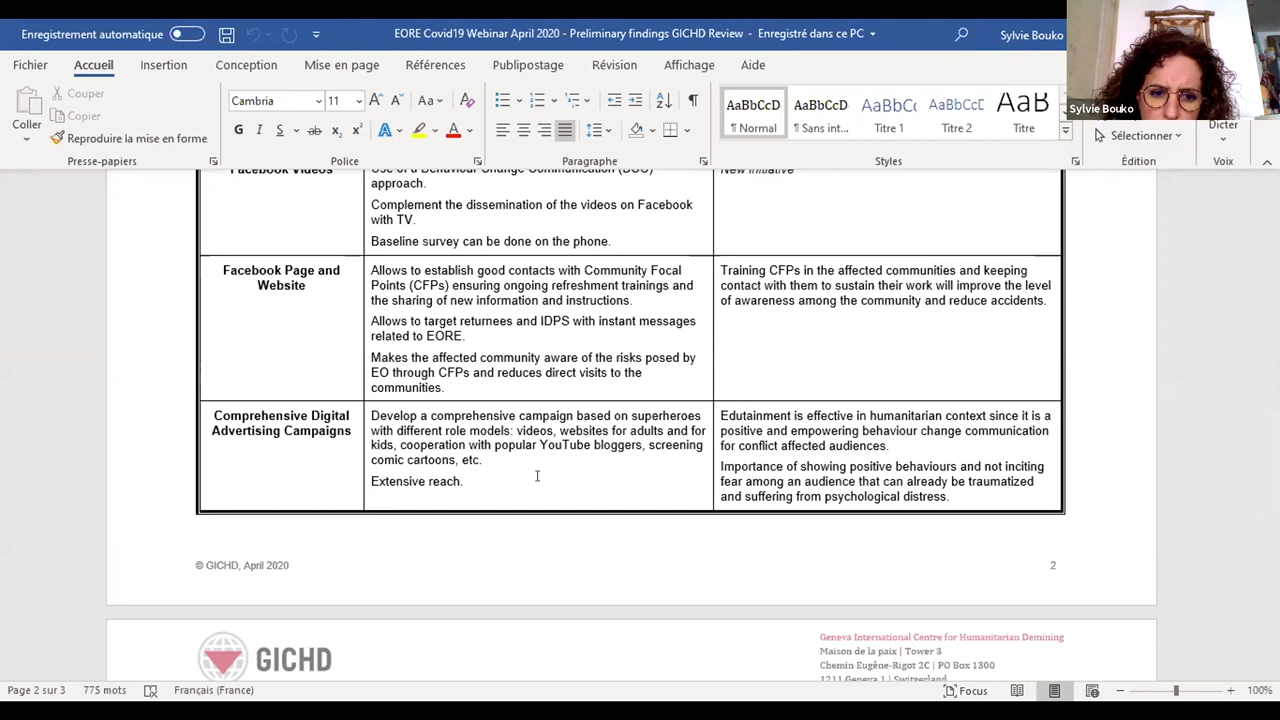 Enregistrement automatique
EORE Covid19 Webinar April 2020 - Preliminary findings GICHD Review - Enregistré dans ce PC
Sylvie Bouko
Sylvie Bouko
Fichier Accueil Insertion Conception Mise en page Références Publipostage Révision Affichage Aide
Coller
Couper
Copier
Reproduire la mise en forme
Presse-papiers
Cambria 11
Police
Paragraphe
AaBbCcD
¶ Normal
AaBbCcD
¶ Sans int...
AaBbC
Titre 1
AaBbCcD
Titre 2
AaB
Titre
Styles
Sélectionner
Édition
Dicter
Voix
Facebook Videos
Use of a Behaviour Change Communication (BCC)
approach.
Complement the dissemination of the videos on Facebook
with TV.
Baseline survey can be done on the phone.
New initiative
Facebook Page and
Website
Allows to establish good contacts with Community Focal
Points (CFPs) ensuring ongoing refreshment trainings and
the sharing of new information and instructions.
Allows to target returnees and IDPS with instant messages
related to EORE.
Makes the affected community aware of the risks posed by
EO through CFPs and reduces direct visits to the
communities.
Training CFPs in the affected communities and keeping
contact with them to sustain their work will improve the level
of awareness among the community and reduce accidents.
Comprehensive Digital
Advertising Campaigns
Develop a comprehensive campaign based on superheroes
with different role models: videos, websites for adults and for
kids, cooperation with popular YouTube bloggers, screening
comic cartoons, etc.
Extensive reach.
Edutainment is effective in humanitarian context since it is a
positive and empowering behaviour change communication
for conflict affected audiences.
Importance of showing positive behaviours and not inciting
fear among an audience that can already be traumatized
and suffering from psychological distress.
© GICHD, April 2020
2
GICHD
Geneva International Centre for Humanitarian Demining
Maison de la paix | Tower 3
Chemin Eugène-Rigot 2C | PO Box 1300
1211 Geneva 1 | Switzerland
Page 2 sur 3 775 mots Français (France) Focus 100%